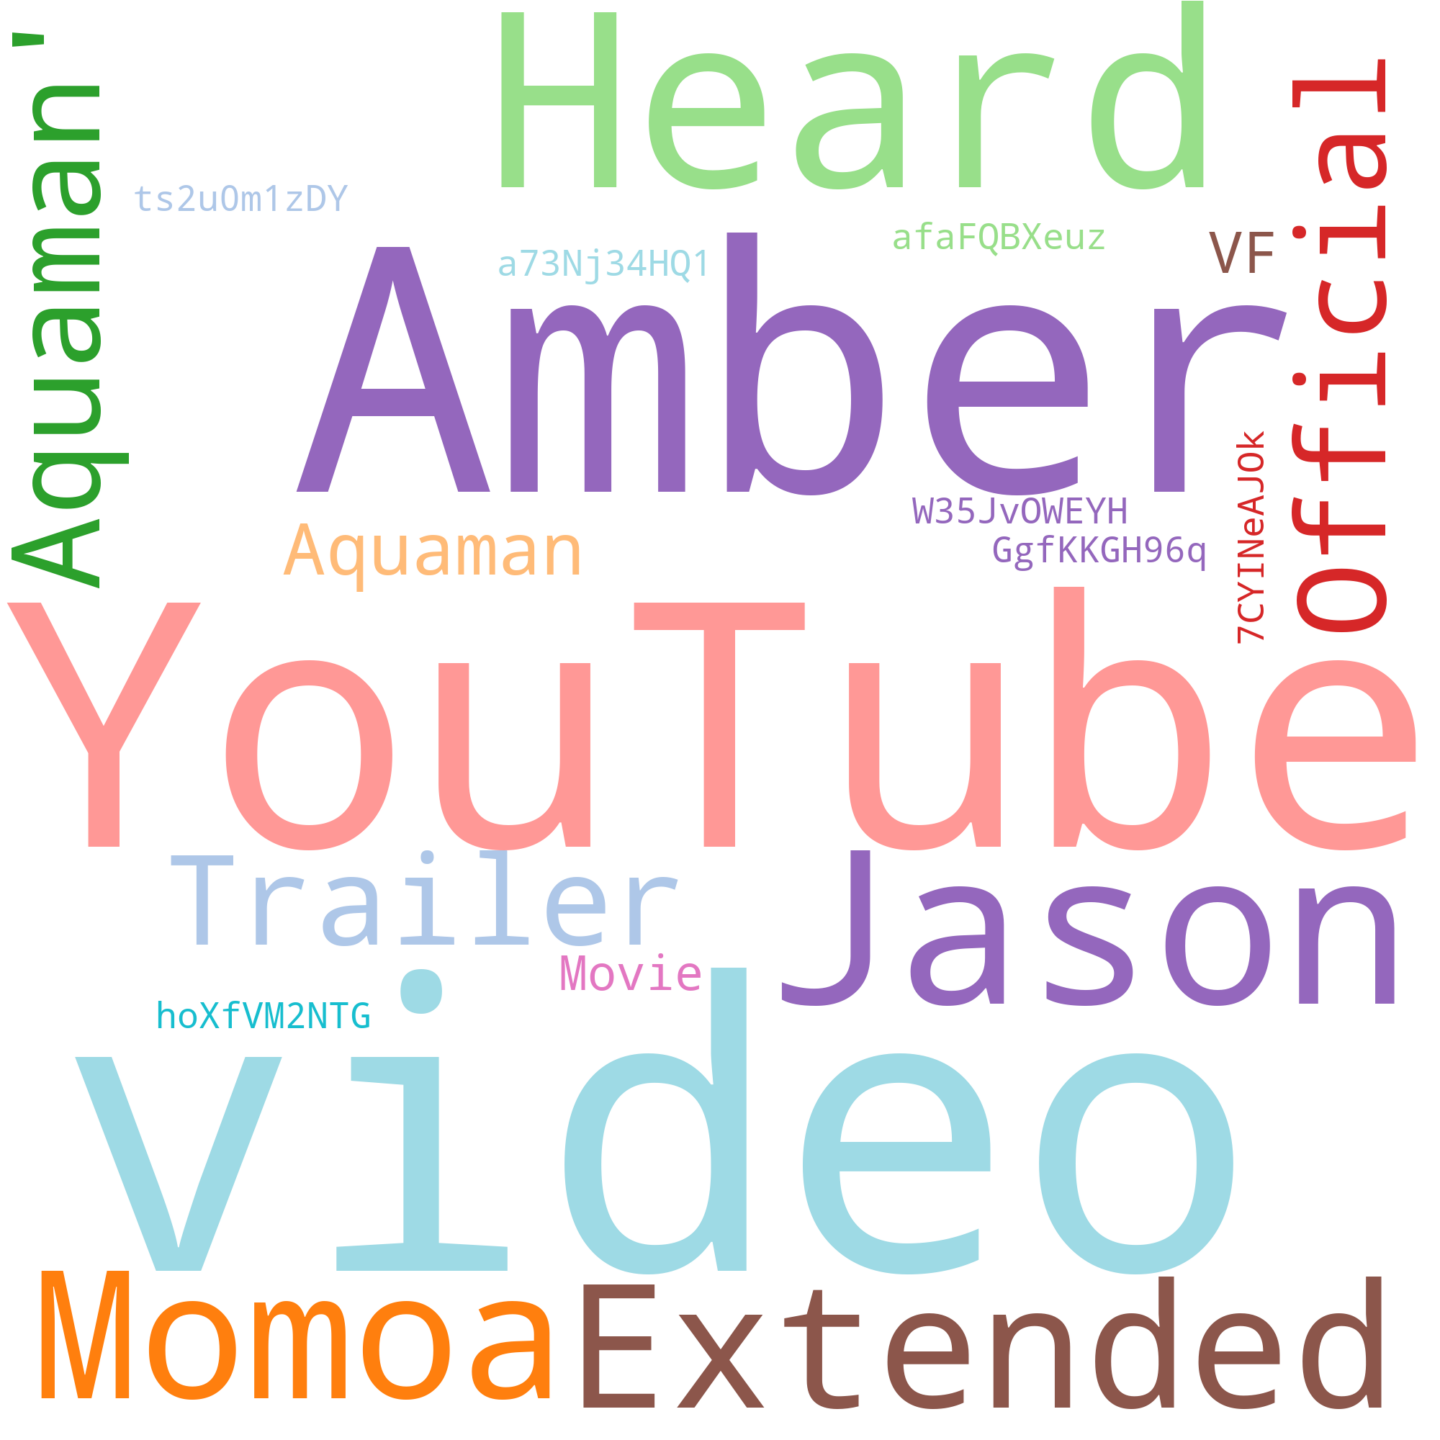 Heard
Aquaman'
Official
ts2u0m1zDY
afaFQBXeuz
VF
a73Nj34HQ1
Amber
W35JvOWEYH
Aquaman
GgfKKGH96q
7CYINeAJOk
YouTube
Trailer
Jason
Movie
hoXfVM2NTG
video
Momoa
Extended